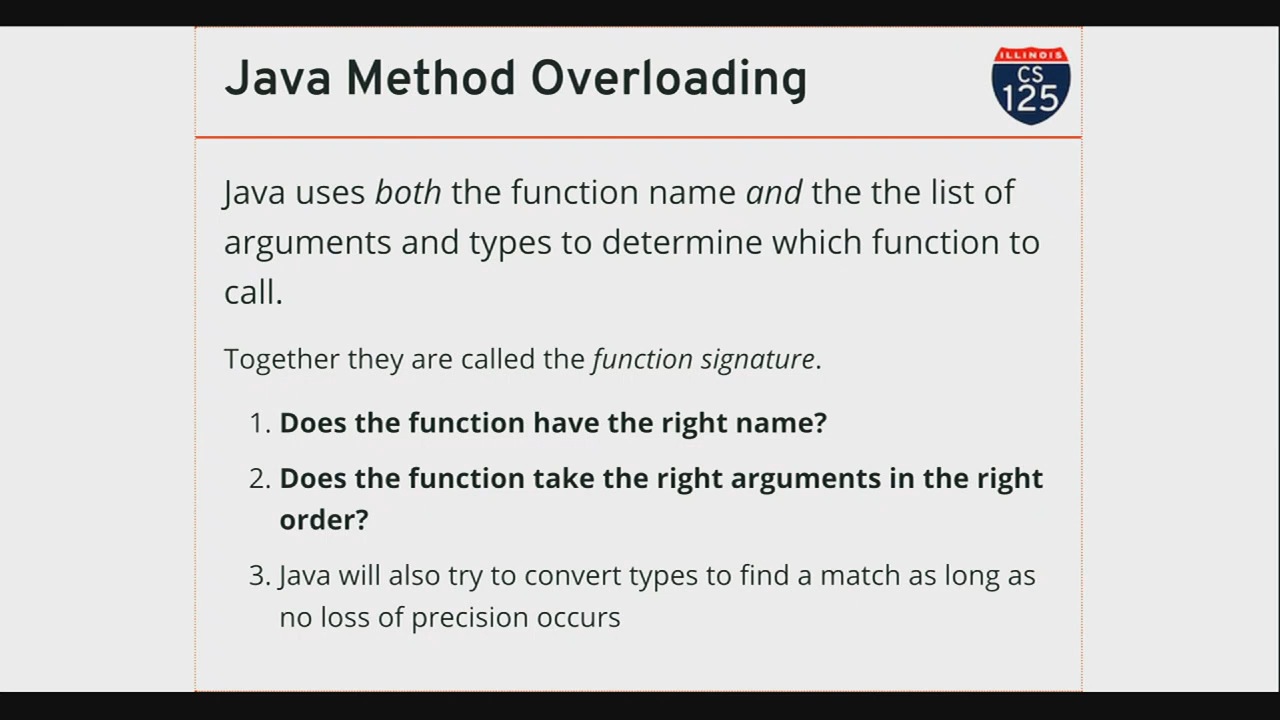 Java Method Overloading
ILLINOIS
CS
125
Java uses both the function name and the the list of
arguments and types to determine which function to
call.
Together they are called the function signature.
1. Does the function have the right name?
2. Does the function take the right arguments in the right
order?
3. Java will also try to convert types to find a match as long as
no loss of precision occurs